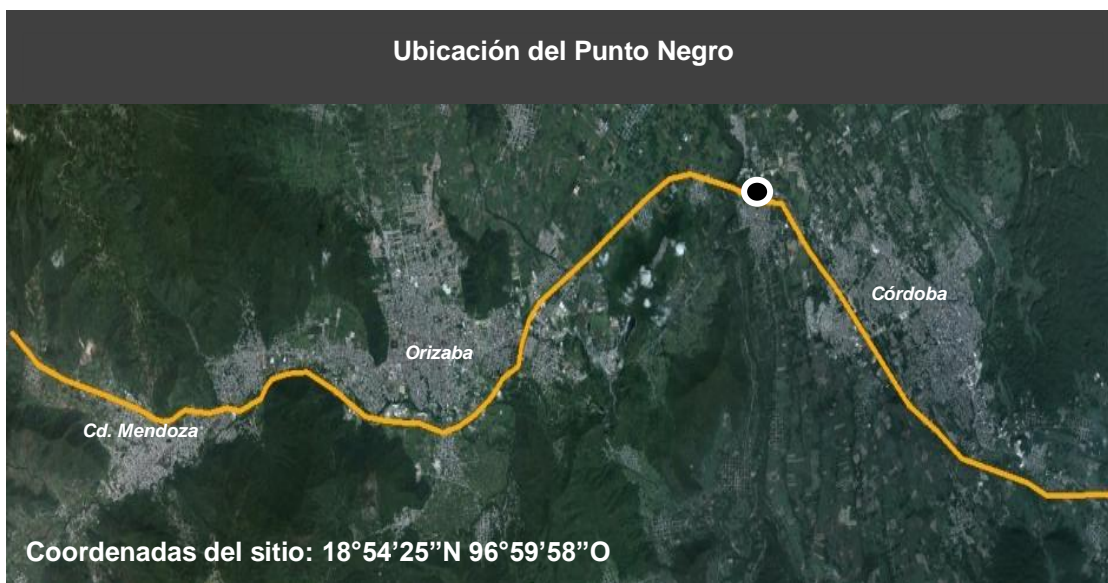 Ubicación del Punto Negro
Córdoba
Orizaba
Cd. Mendoza
Coordenadas del sitio: 18°54’25”N 96°59’58”O